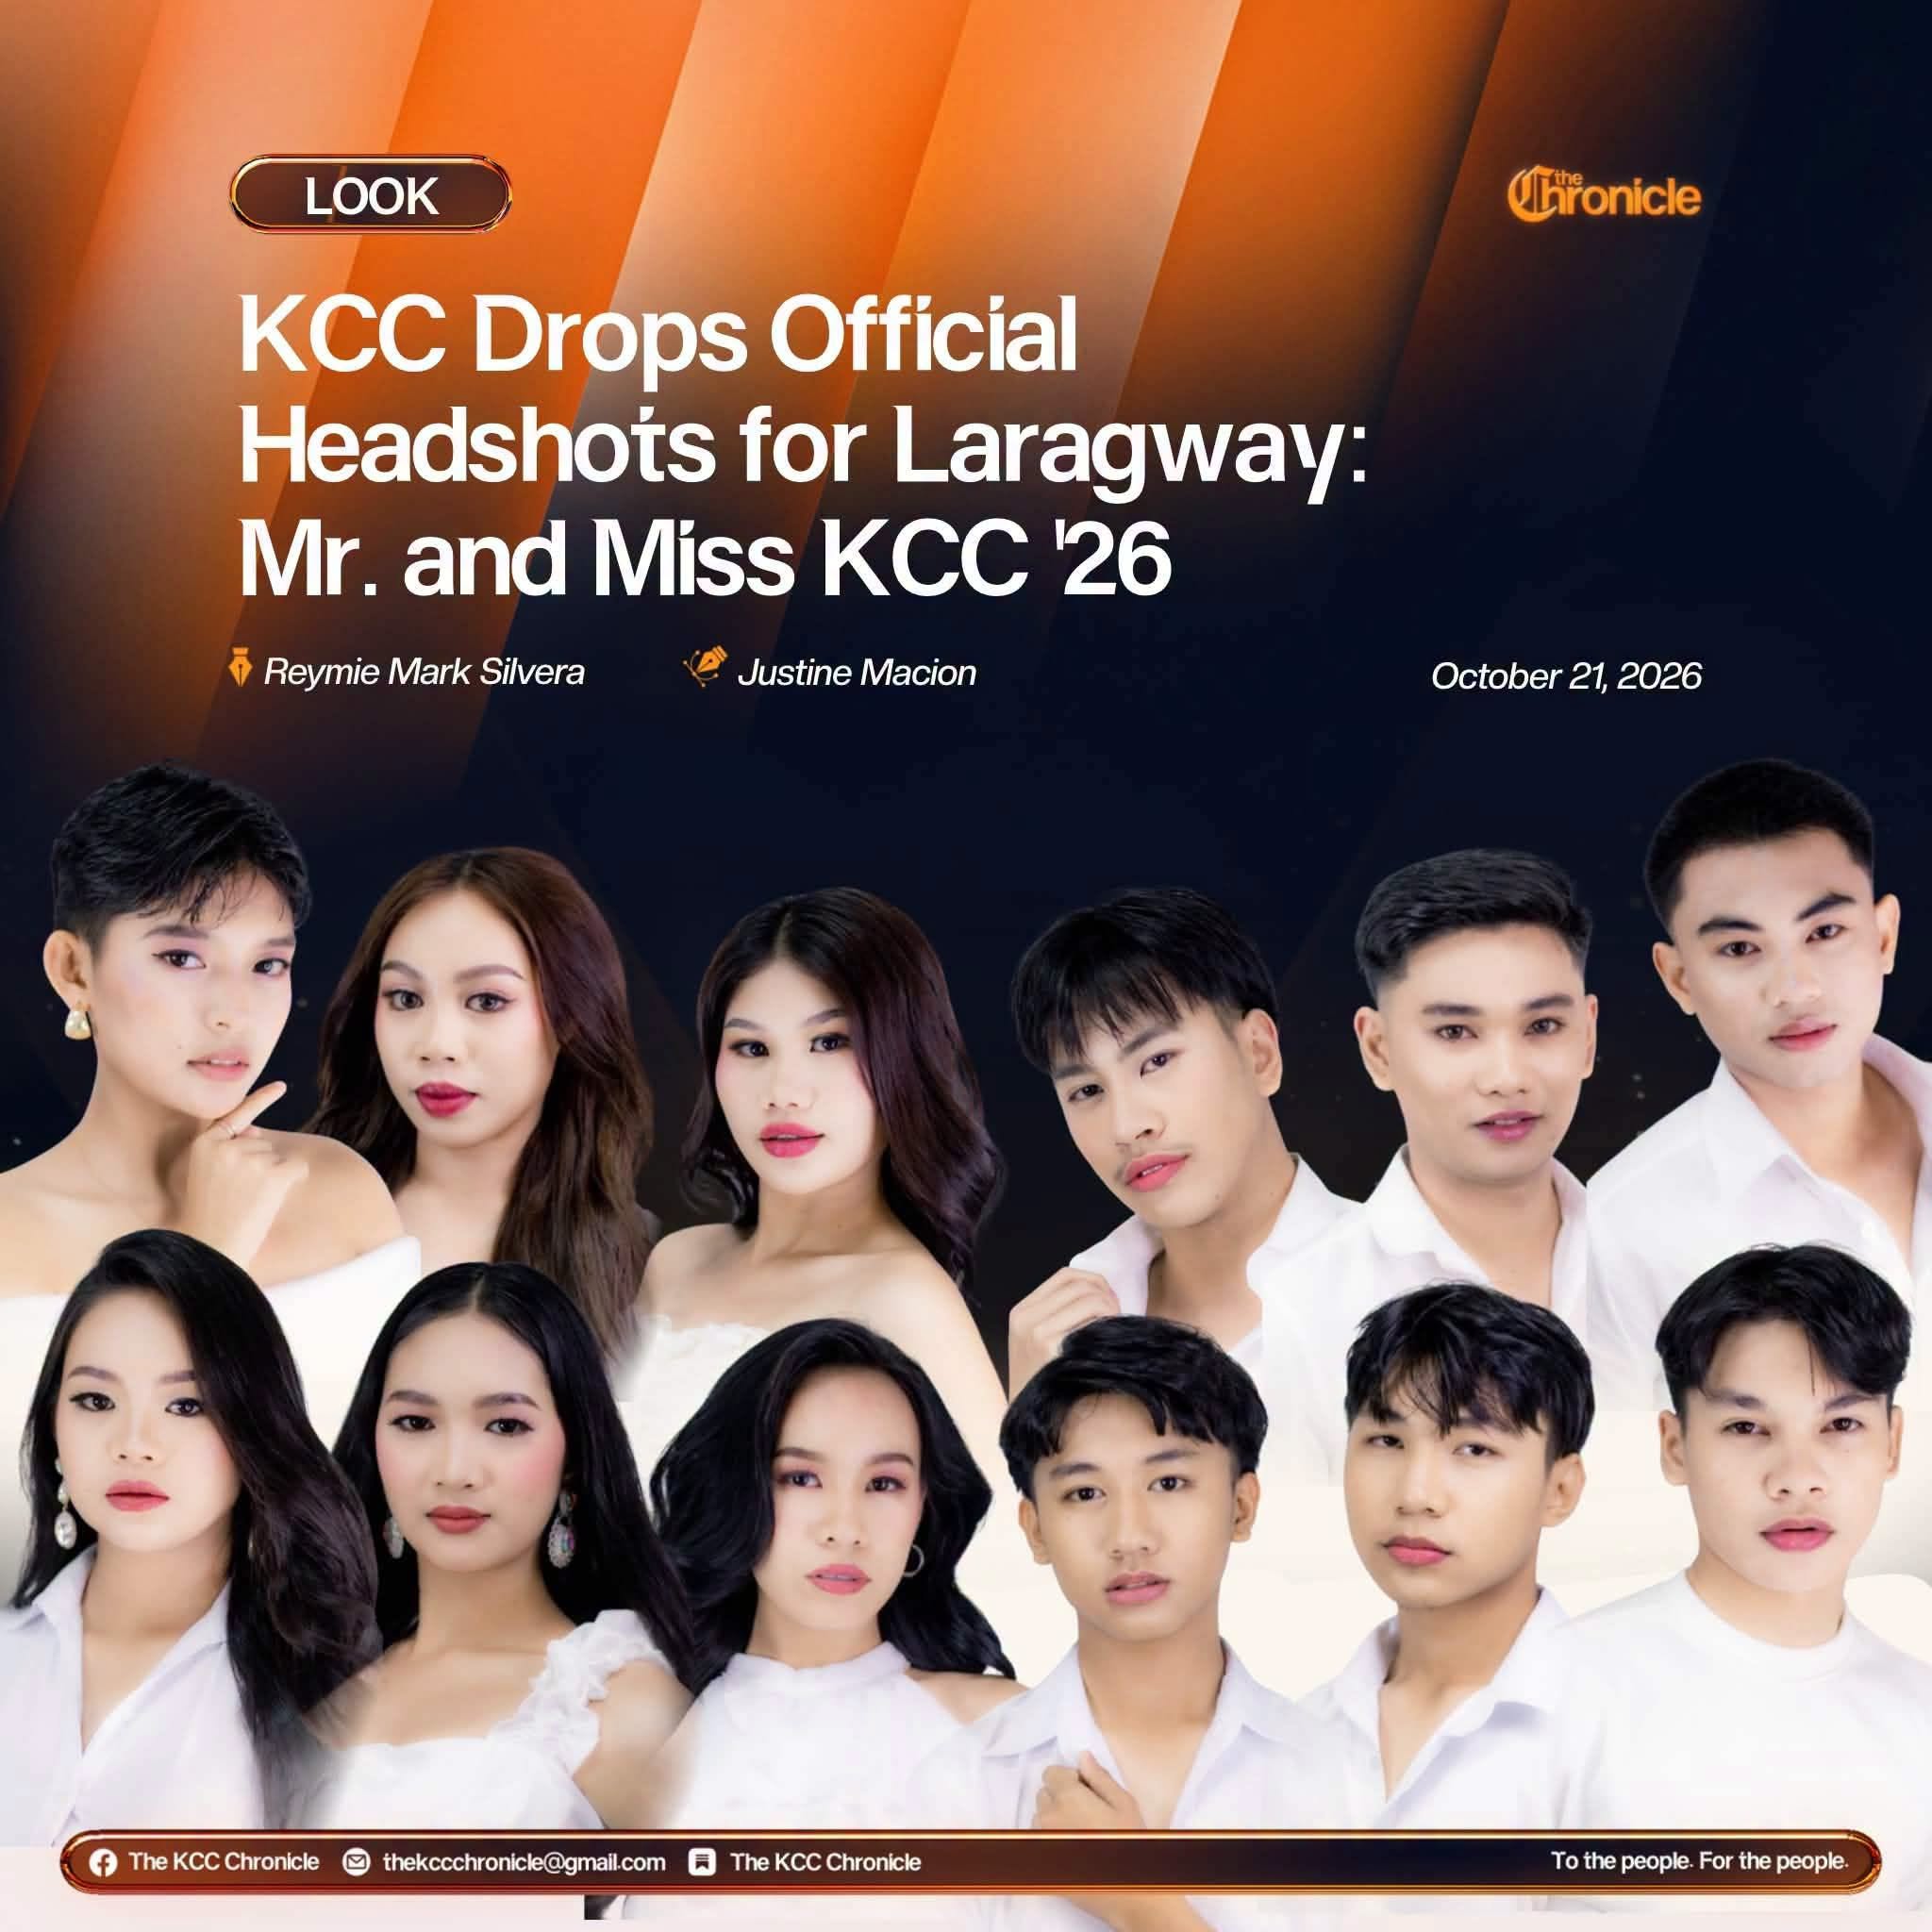 LOOK
the Chronicle
KCC Drops Official
Headshots for Laragway:
Mr. and Miss KCC '26
Reymie Mark Silvera
Justine Macion
October 21, 2026
The KCC Chronicle
thekccchronicle@gmail.com
The KCC Chronicle
To the people. For the people.